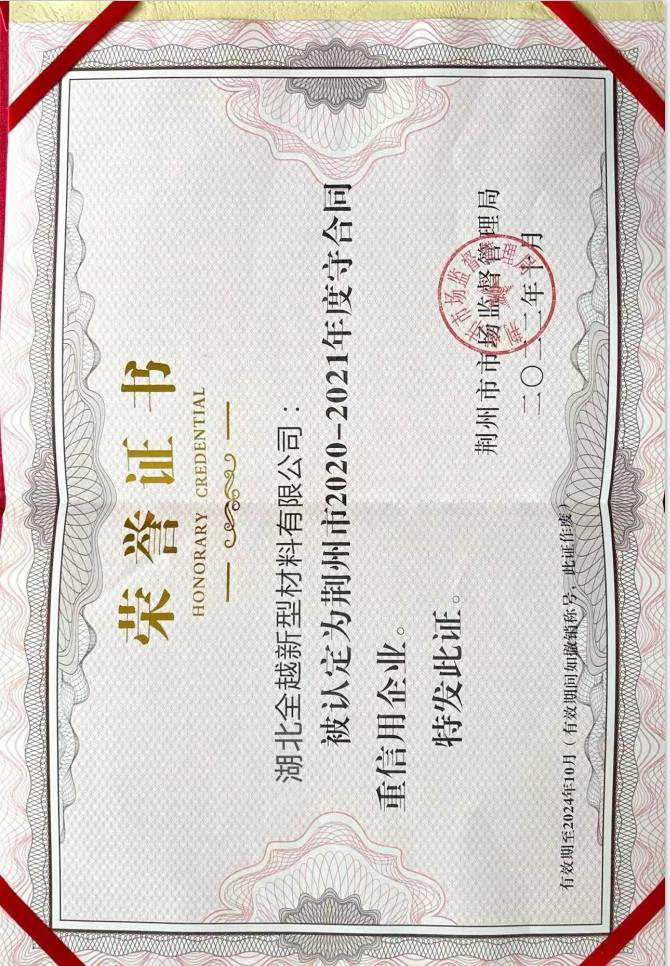 荣誉证书
HONORARY CREDENTIAL
湖北全越新型材料有限公司：
被认定为荆州市2020-2021年度守合同
重信用企业。
特发此证。
荆州市市场监督管理局
二〇二二年十月
有效期至2024年10月（有效期间如撤销称号，此证作废）。